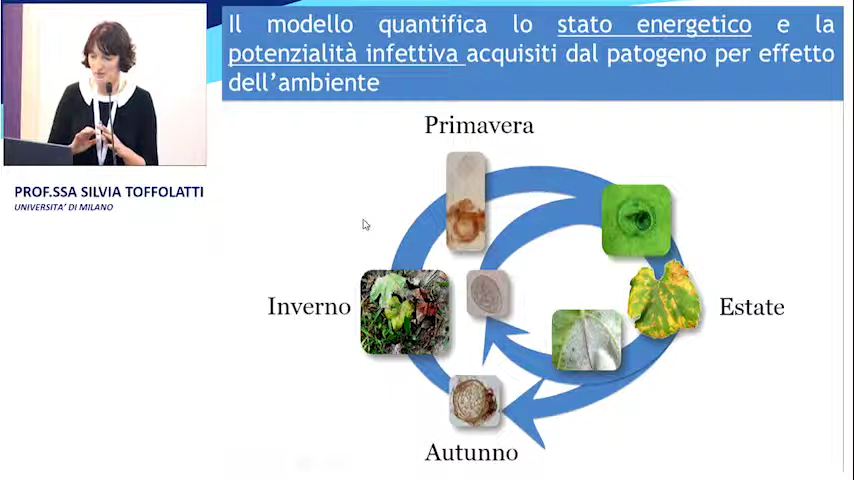 Il modello quantifica lo stato energetico e la
potenzialità infettiva acquisiti dal patogeno per effetto
dell'ambiente
PROF.SSA SILVIA TOFFOLATTI
UNIVERSITA' DI MILANO
Primavera
Inverno
Estate
Autunno